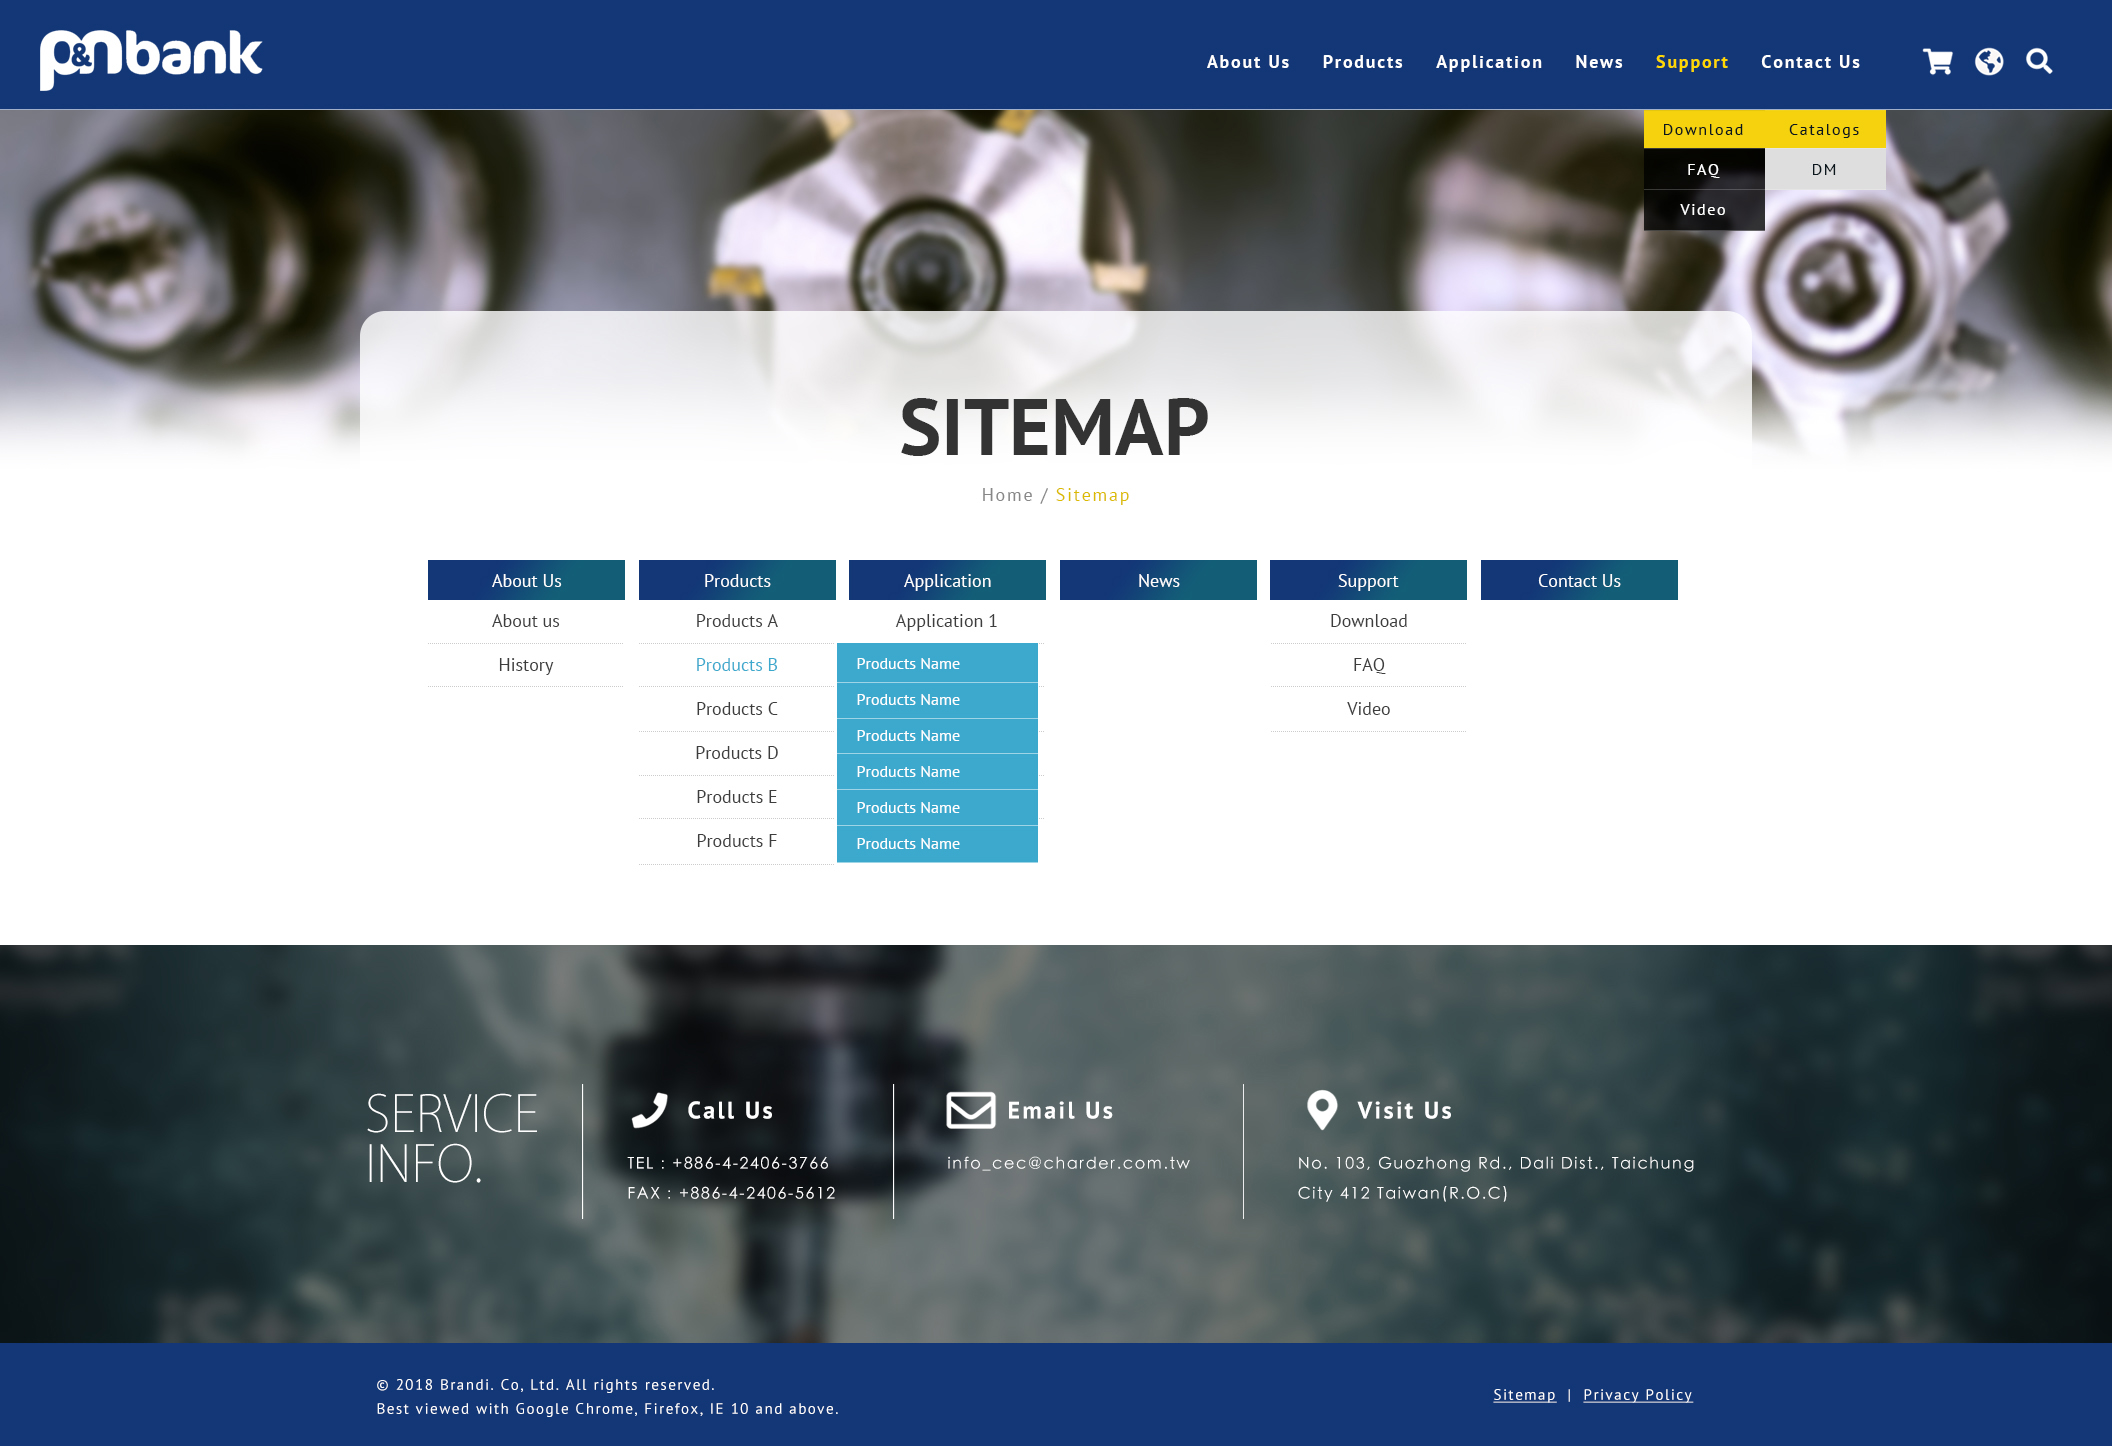 p&nbank
About Us Products Application News Support Contact Us
Download Catalogs
FAQ DM
Video
SITEMAP
Home / Sitemap
About Us Products Application News Support Contact Us
About us Products A Application 1 Download
History Products B Products Name FAQ
Products Name
Products C Video
Products Name
Products D
Products Name
Products E
Products Name
Products F
Products Name
SERVICE
INFO.
Call Us
TEL : +886-4-2406-3766
FAX : +886-4-2406-5612
Email Us
info_cec@charder.com.tw
Visit Us
No. 103, Guozhong Rd., Dali Dist., Taichung
City 412 Taiwan(R.O.C)
© 2018 Brandi. Co, Ltd. All rights reserved.
Best viewed with Google Chrome, Firefox, IE 10 and above.
Sitemap | Privacy Policy